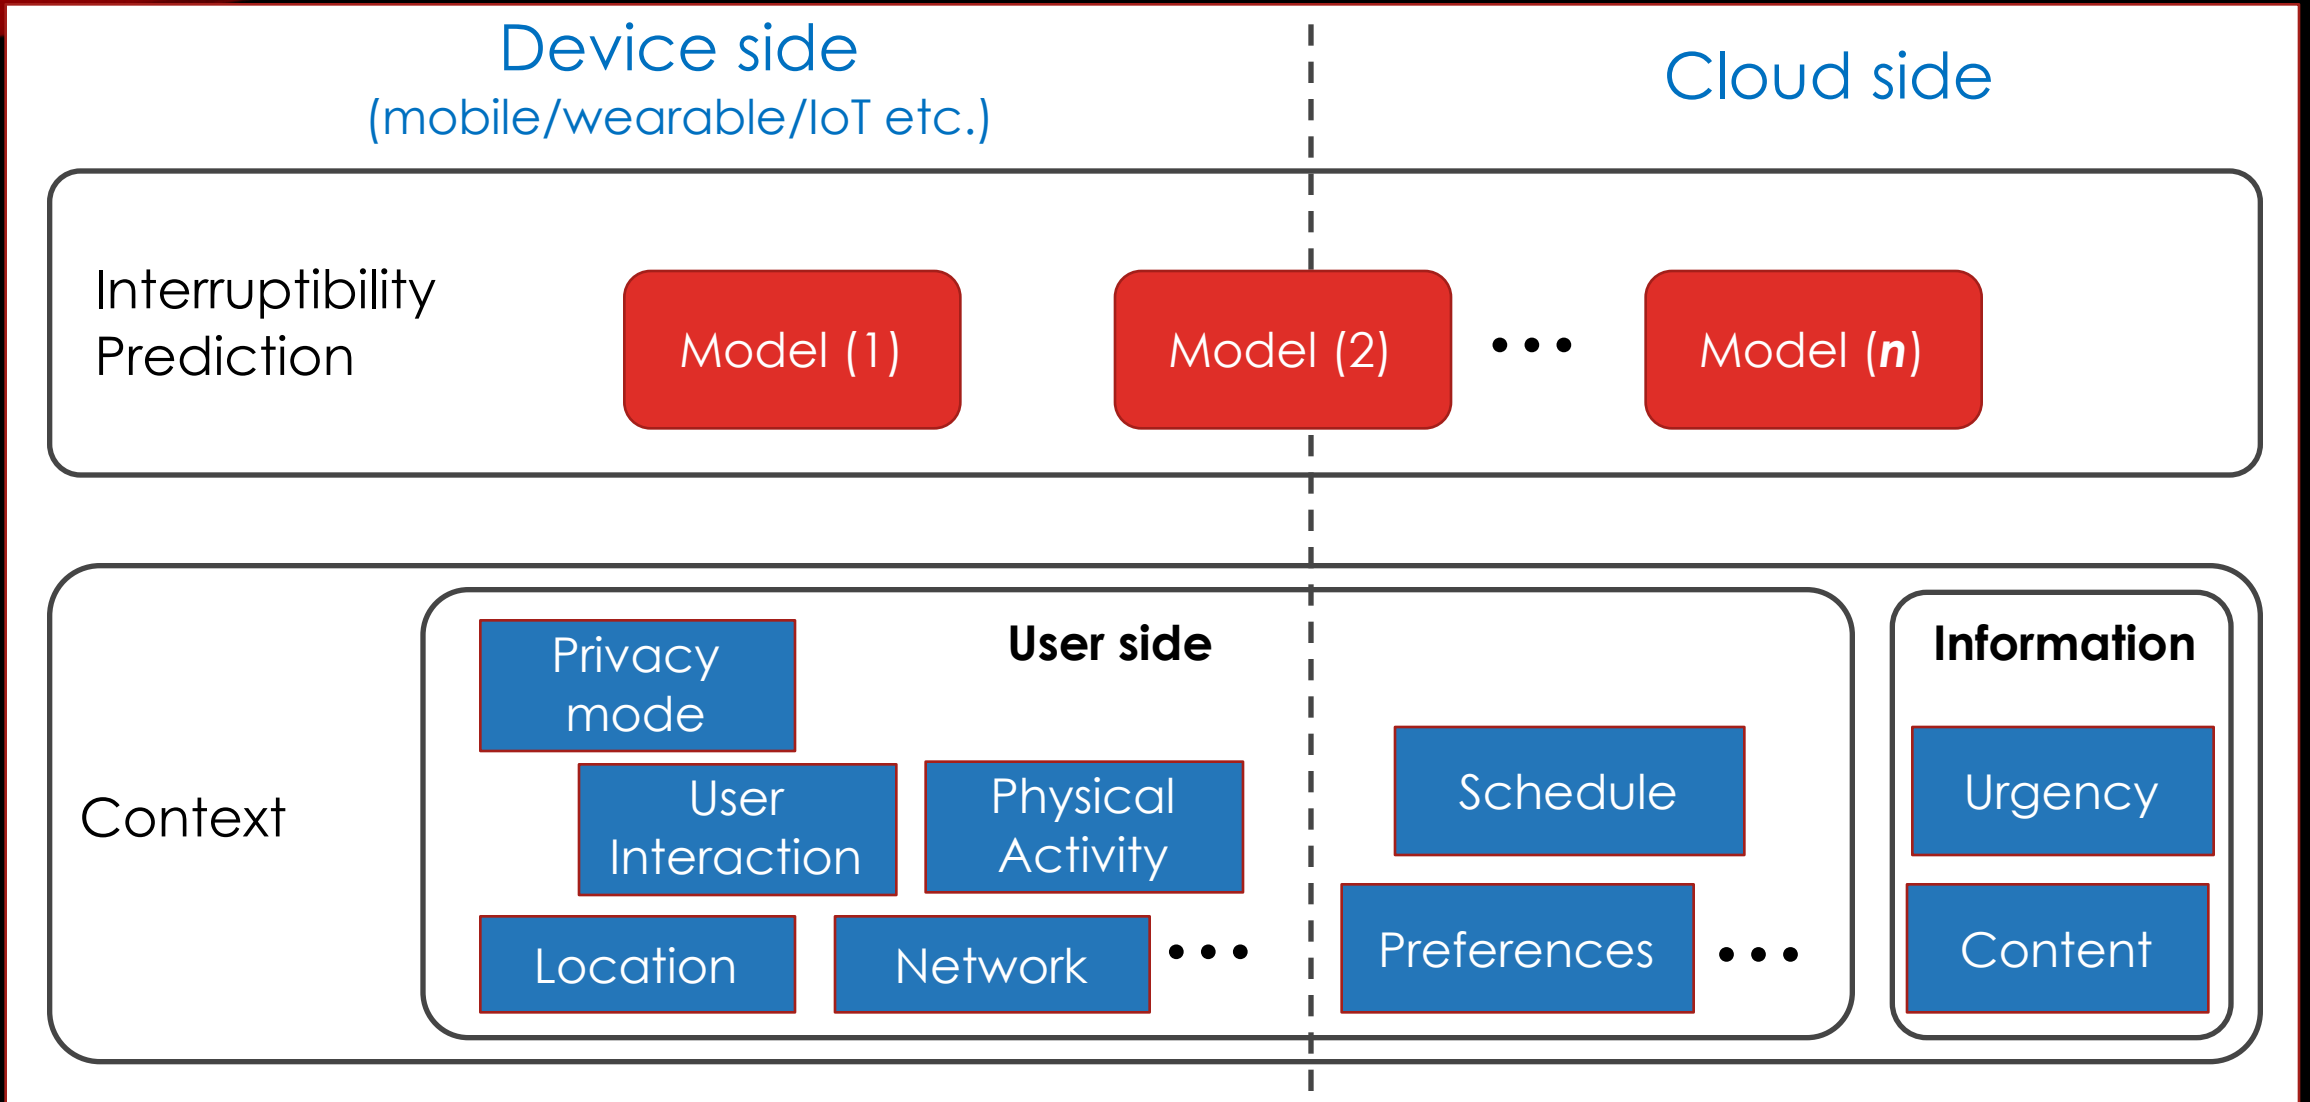 Device side
(mobile/wearable/IoT etc.)
Cloud side
Interruptibility
Prediction
Model (1)
Model (2)
•••
Model (n)
Context
User side
Information
Privacy
mode
User
Interaction
Physical
Activity
Schedule
Urgency
Location
Network
•••
Preferences
•••
Content